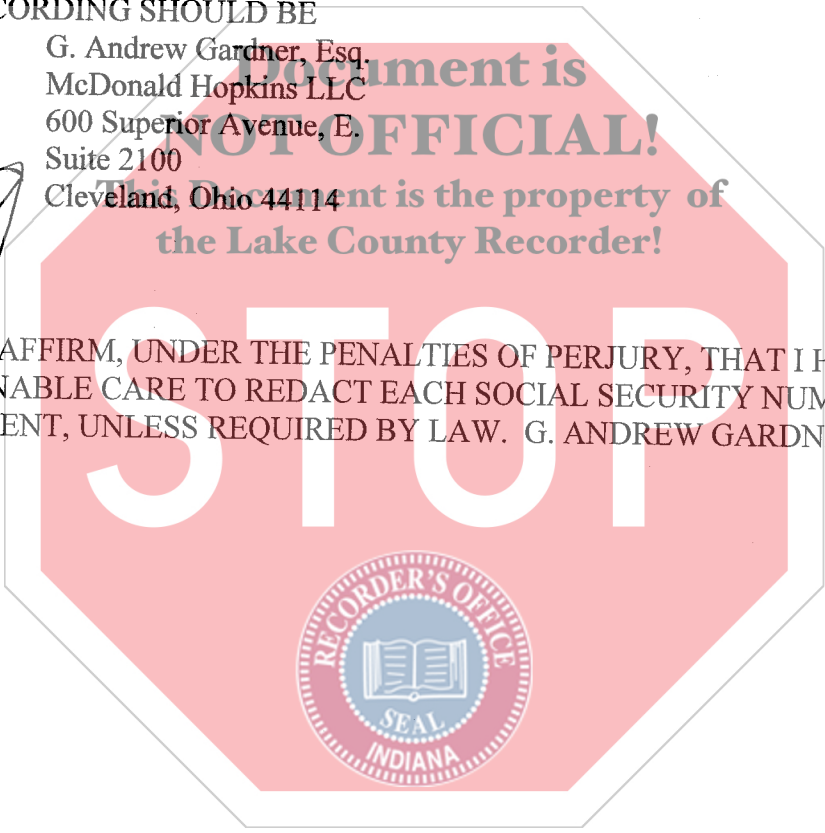 CORDING SHOULD BE
G. Andrew Gardner, Esq.
McDonald Hopkins LLC
600 Superior Avenue, E.
Suite 2100
Cleveland, Ohio 44114
Document is
NOT OFFICIAL!
This Document is the property of
the Lake County Recorder!
AFFIRM, UNDER THE PENALTIES OF PERJURY, THAT I H
NABLE CARE TO REDACT EACH SOCIAL SECURITY NUM
ENT, UNLESS REQUIRED BY LAW. G. ANDREW GARDN
STOP
RECORDER'S OFFICE
SEAL
INDIANA